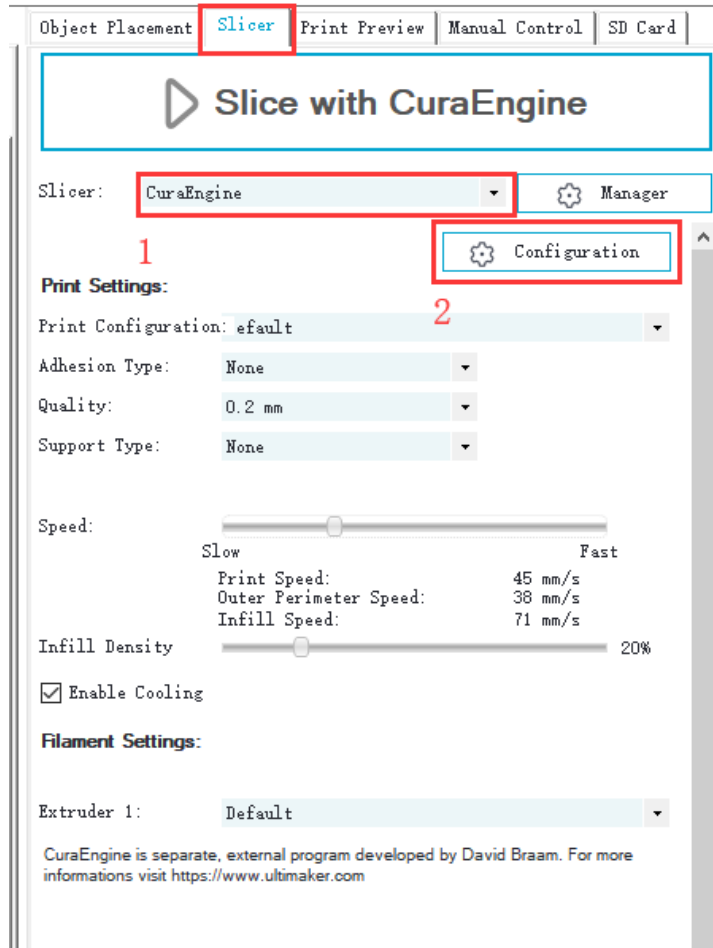 Object Placement Slicer Print Preview Manual Control SD Card
Slice with CuraEngine
Slicer: CuraEngine Manager
1 Configuration
Print Settings: 2
Print Configuration: efault
Adhesion Type: None
Quality: 0.2 mm
Support Type: None
Speed:
Slow Fast
Print Speed: 45 mm/s
Outer Perimeter Speed: 38 mm/s
Infill Speed: 71 mm/s
Infill Density 20%
Enable Cooling
Filament Settings:
Extruder 1: Default
CuraEngine is separate, external program developed by David Braam. For more
informations visit https://www.ultimaker.com